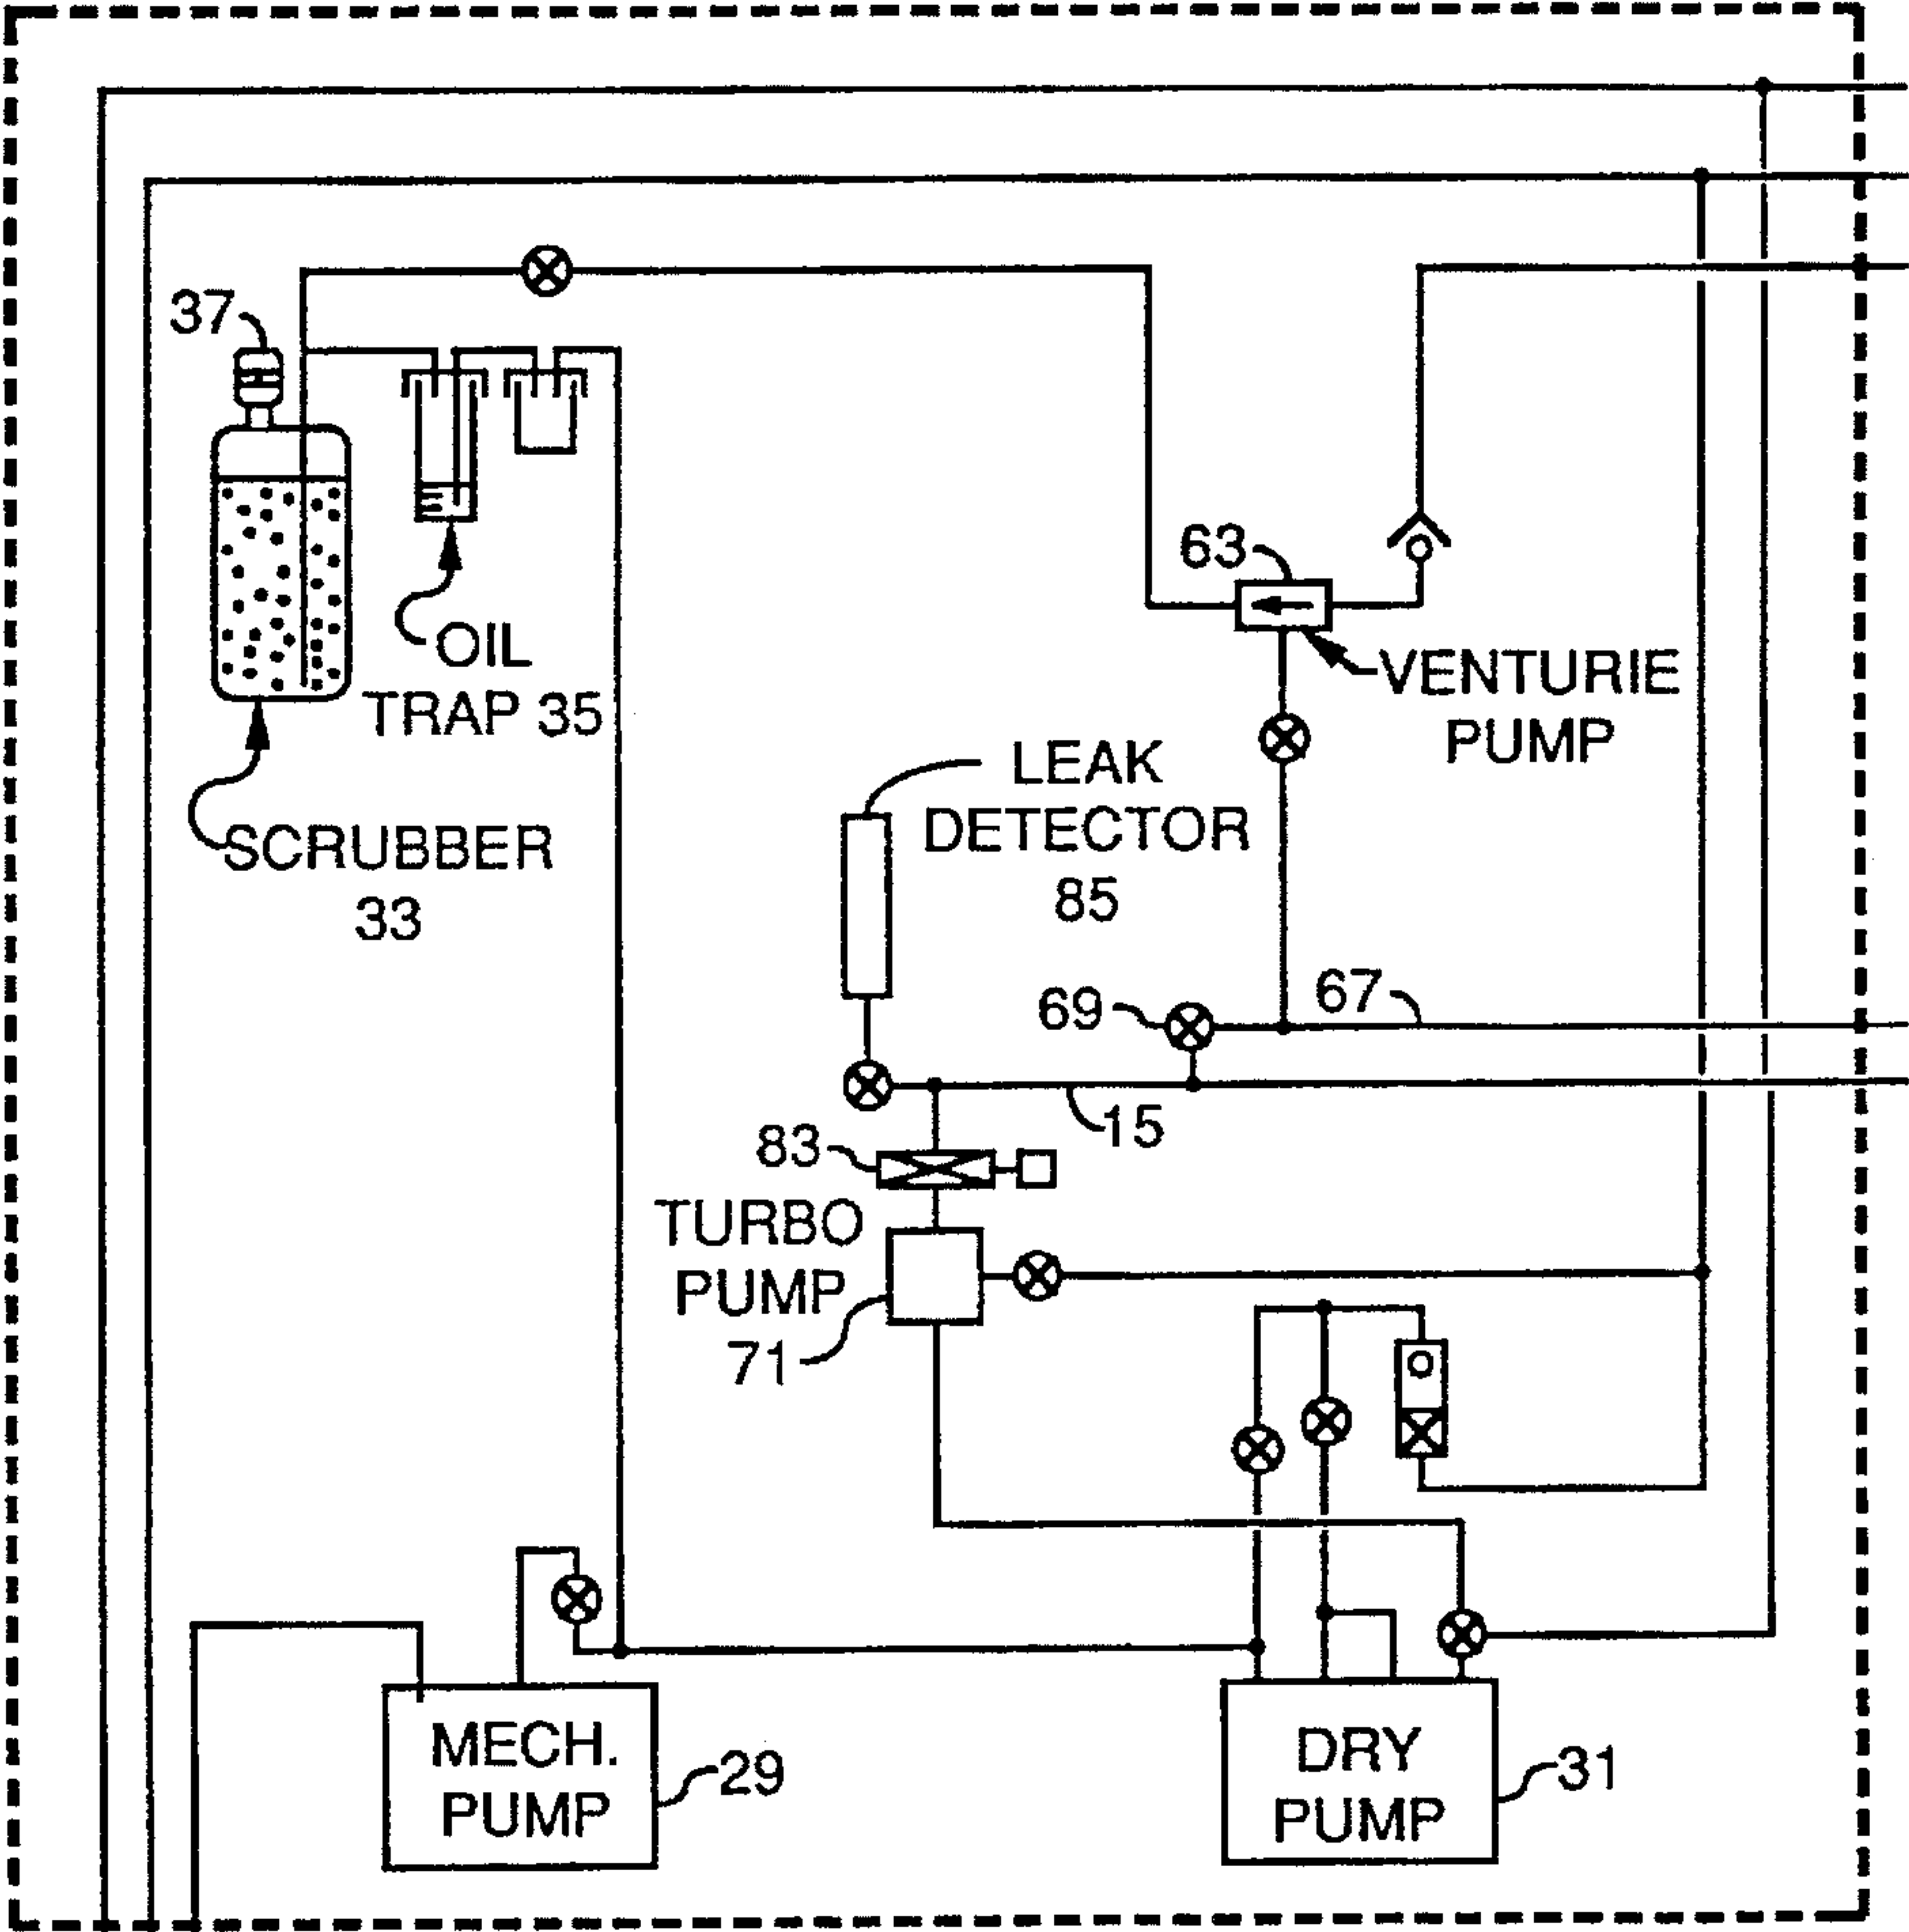 37
63
OIL
TRAP 35
VENTURIE
PUMP
LEAK
DETECTOR
85
SCRUBBER
33
69
67
15
83
TURBO
PUMP
71
MECH.
PUMP
29
DRY
PUMP
31